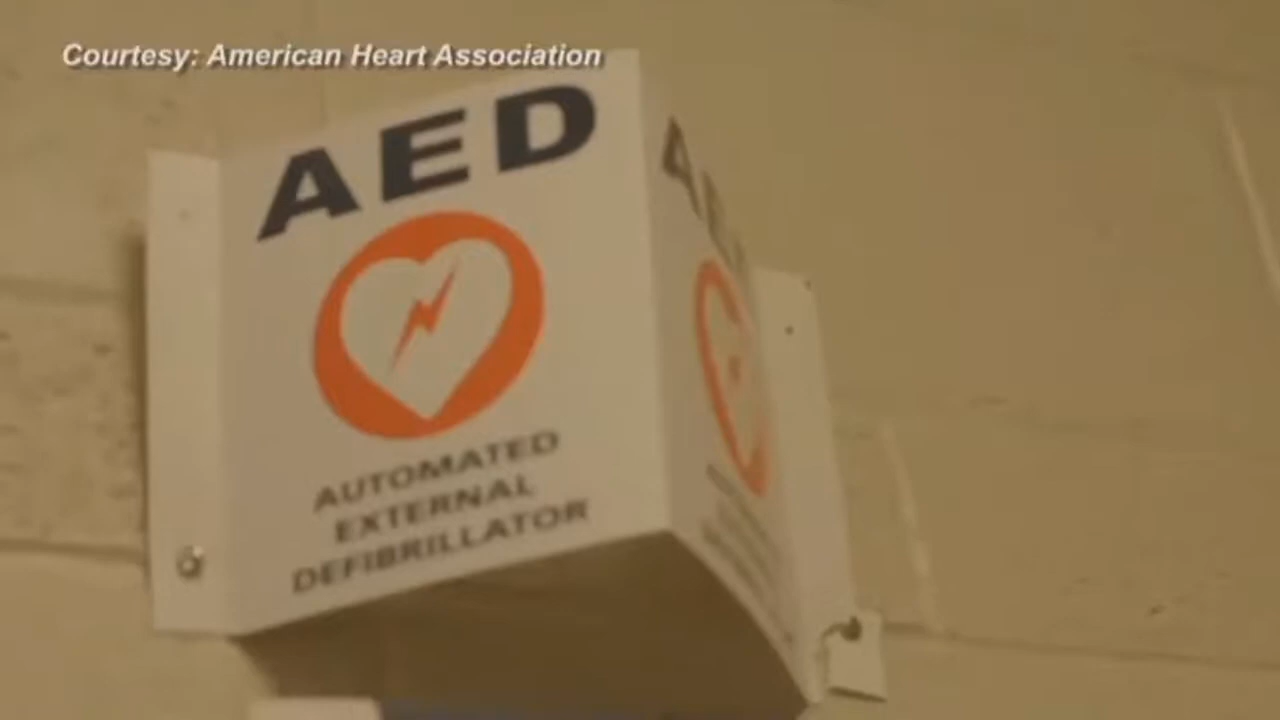 Courtesy: American Heart Association
AED
AUTOMATED
EXTERNAL
DEFIBRILLATOR